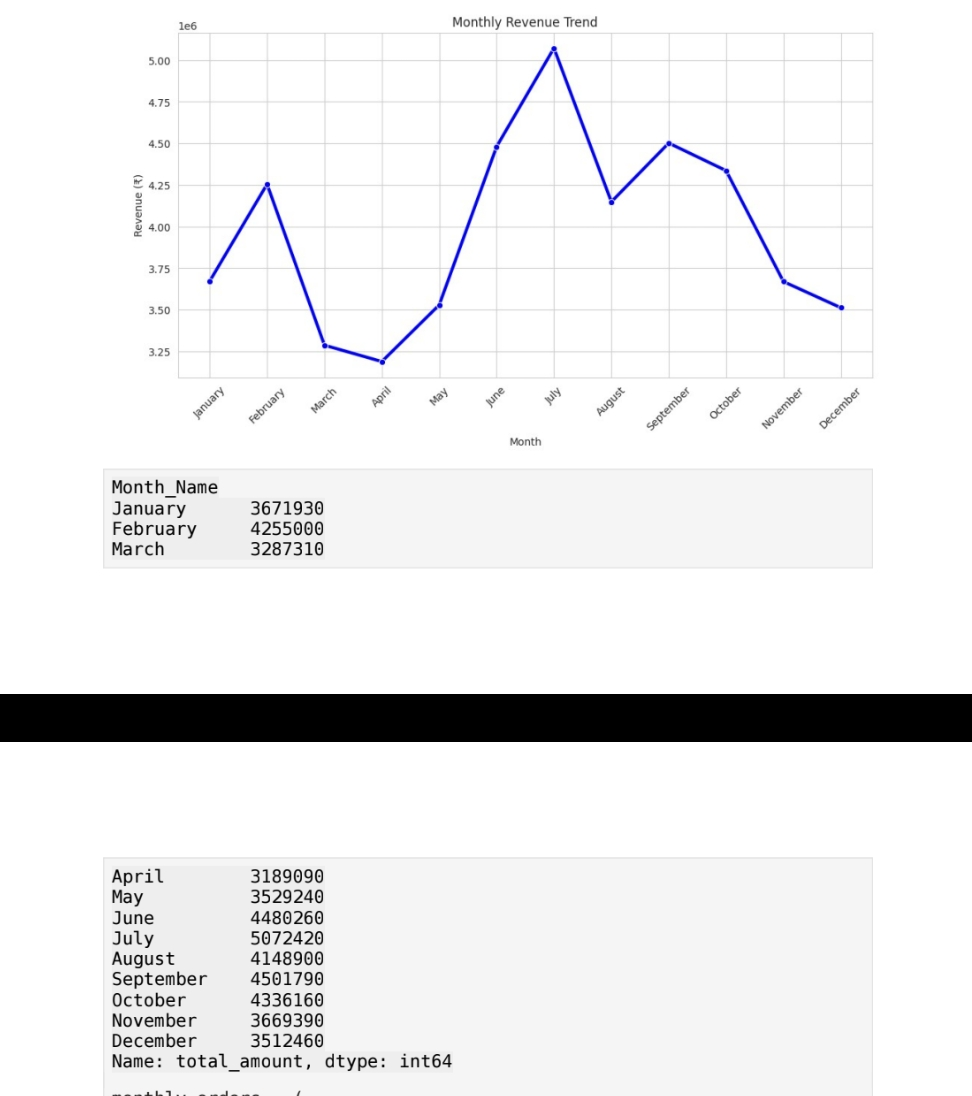 Monthly Revenue Trend
1e6
5.00
4.75
4.50
4.25
4.00
3.75
3.50
3.25
Revenue (₹)
January February March April May June July August September October November December
Month
Month_Name
January 3671930
February 4255000
March 3287310
April 3189090
May 3529240
June 4480260
July 5072420
August 4148900
September 4501790
October 4336160
November 3669390
December 3512460
Name: total_amount, dtype: int64